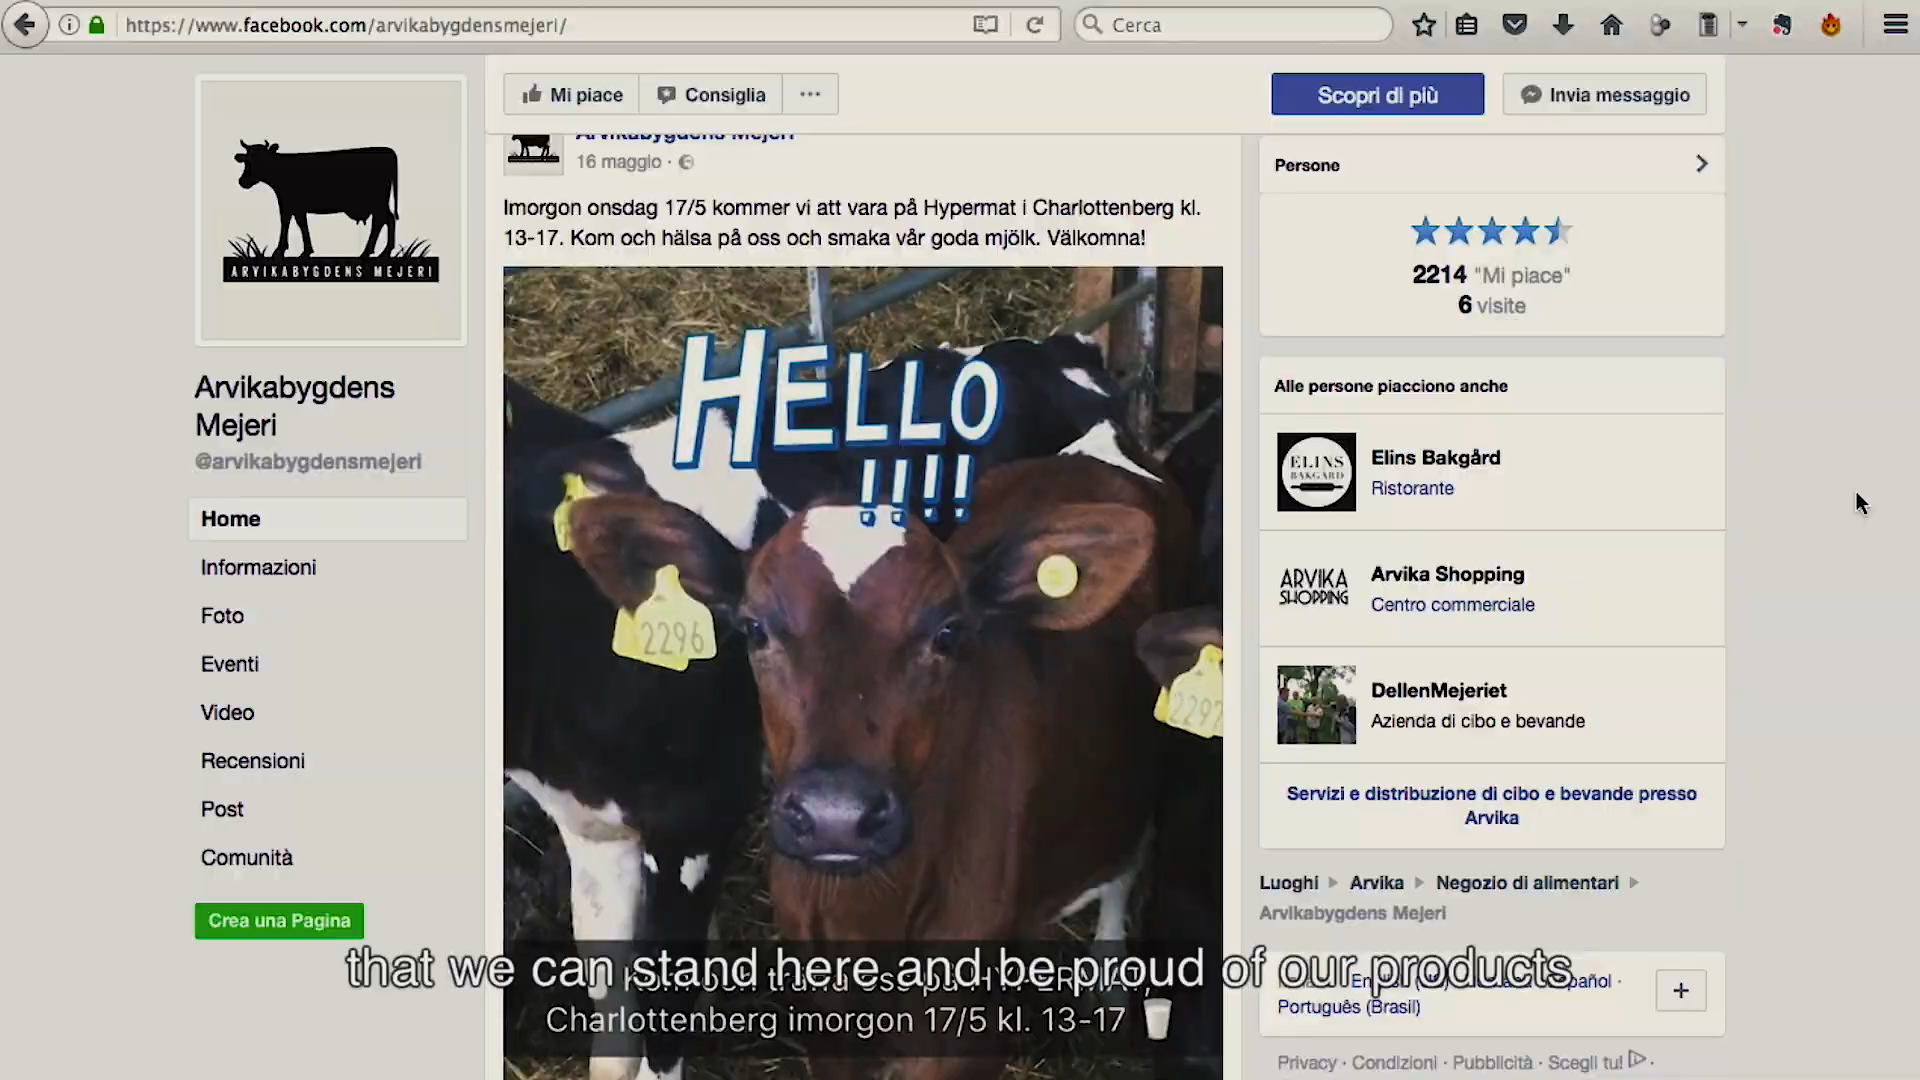 https://www.facebook.com/arvikabygdensmejeri/
Cerca
Mi piace
Consiglia
Scopri di più
Invia messaggio
ARVIKABYGDENS MEJERI
Arvikabygdens
Mejeri
@arvikabygdensmejeri
Home
Informazioni
Foto
Eventi
Video
Recensioni
Post
Comunità
Crea una Pagina
Arvikabygdens Mejeri
16 maggio
Imorgon onsdag 17/5 kommer vi att vara på Hypermat i Charlottenberg kl.
13-17. Kom och hälsa på oss och smaka vår goda mjölk. Välkomna!
HELLO
!!!!
2296
2297
Charlottenberg imorgon 17/5 kl. 13-17
that we can stand here and be proud of our products
Persone
2214 "Mi piace"
6 visite
Alle persone piacciono anche
ELINS
BAKGÅRD
Elins Bakgård
Ristorante
ARVIKA
SHOPPING
Arvika Shopping
Centro commerciale
DellenMejeriet
Azienda di cibo e bevande
Servizi e distribuzione di cibo e bevande presso
Arvika
Luoghi Arvika Negozio di alimentari
Arvikabygdens Mejeri
Português (Brasil)
Privacy · Condizioni · Pubblicità · Scegli tu! ·